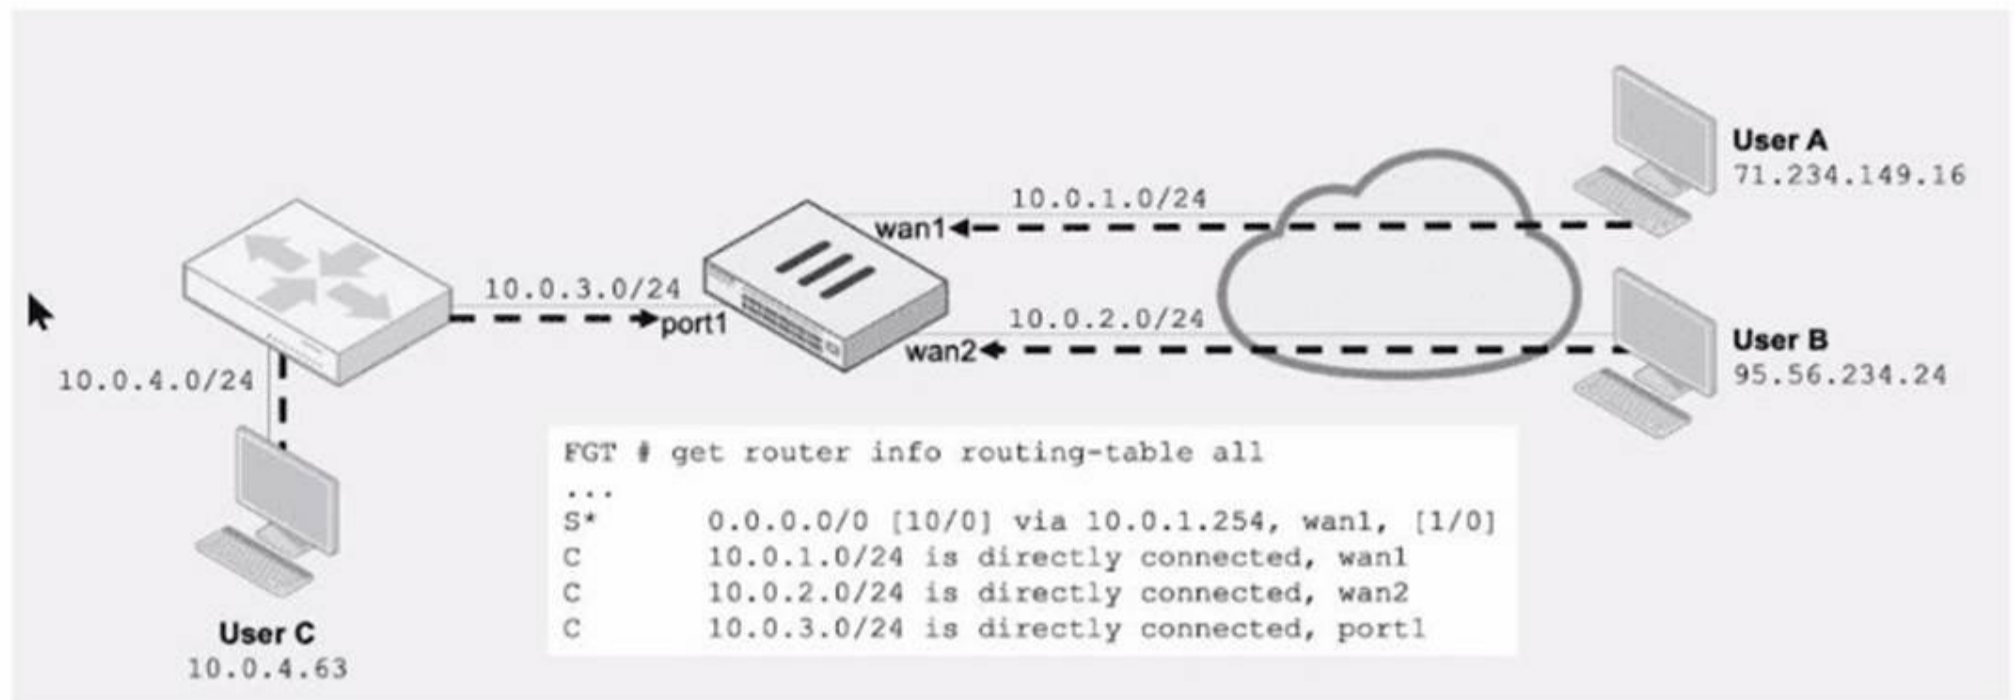 User A
71.234.149.16
10.0.1.0/24
wan1
10.0.3.0/24
port1
10.0.2.0/24
wan2
User B
95.56.234.24
10.0.4.0/24
User C
10.0.4.63
FGT # get router info routing-table all
...
S* 0.0.0.0/0 [10/0] via 10.0.1.254, wan1, [1/0]
C 10.0.1.0/24 is directly connected, wan1
C 10.0.2.0/24 is directly connected, wan2
C 10.0.3.0/24 is directly connected, port1